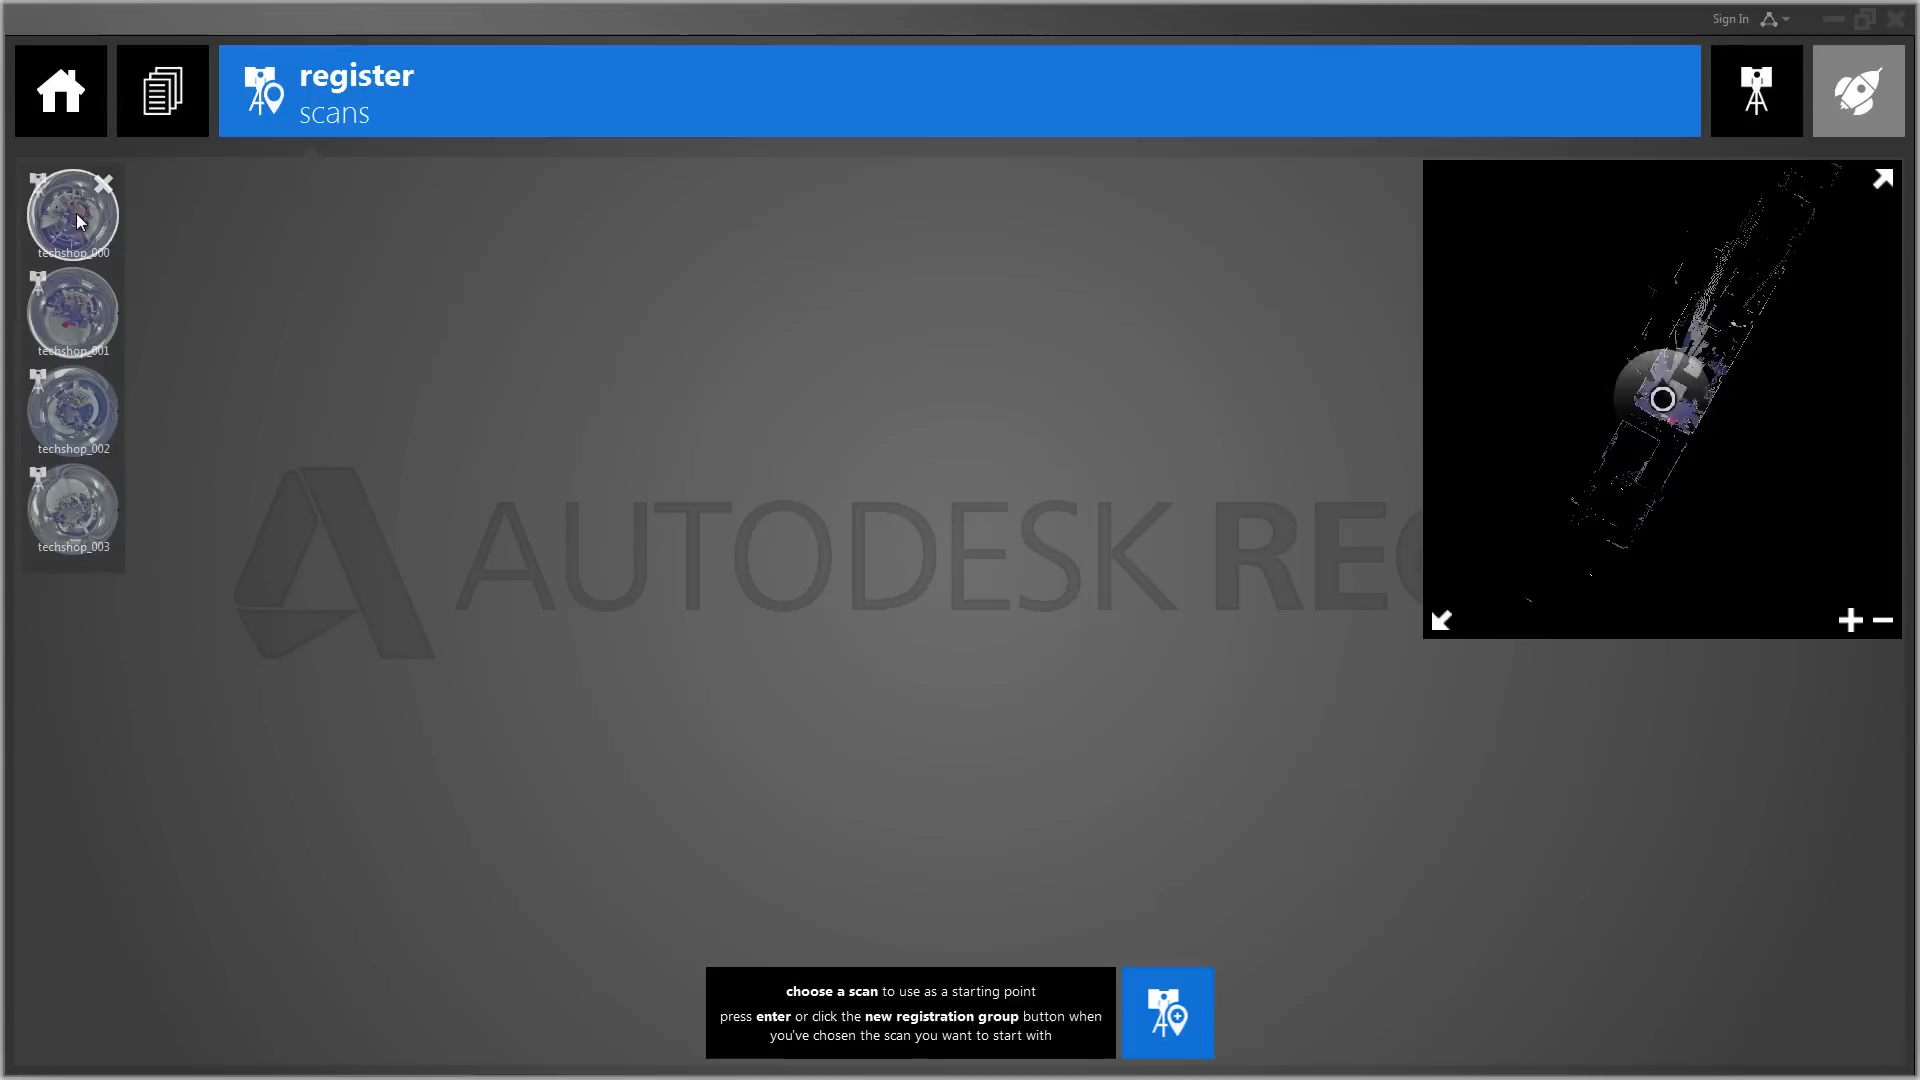 Sign In
register
scans
techshop_000
techshop_001
techshop_002
techshop_003
AUTODESK
choose a scan to use as a starting point
press enter or click the new registration group button when
you've chosen the scan you want to start with